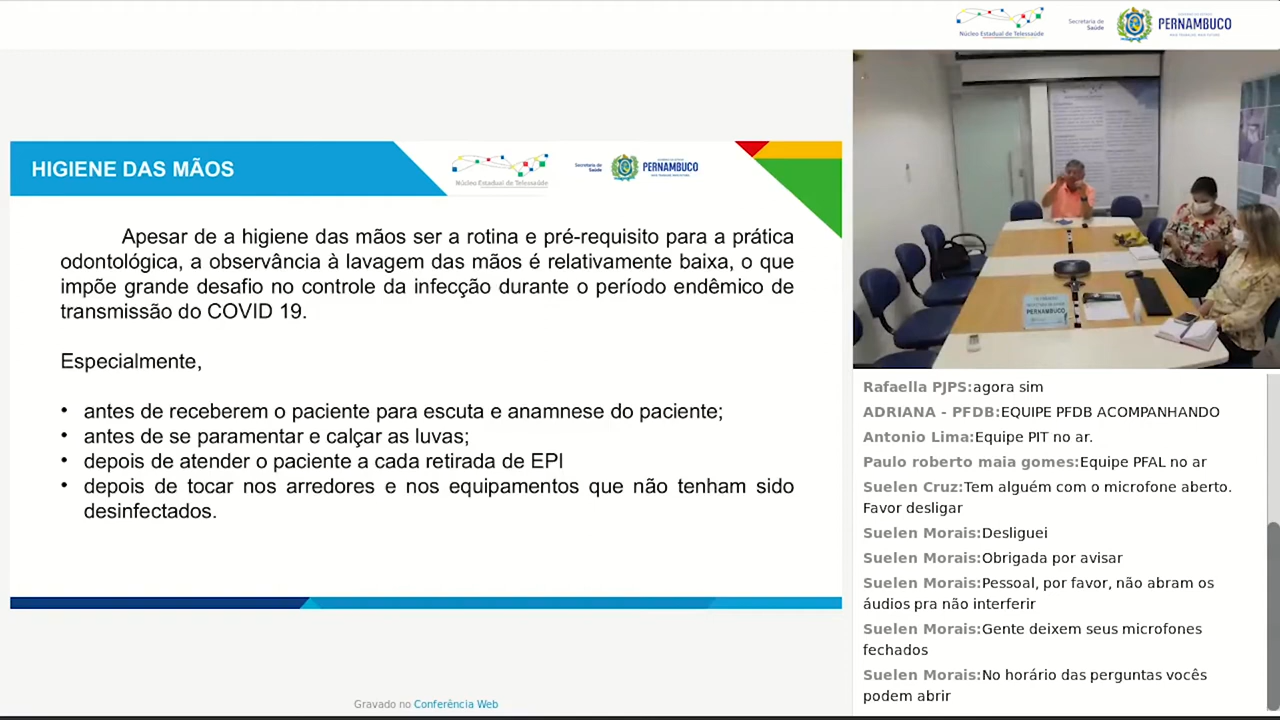 Núcleo Estadual de Telessaúde
Secretaria de
Saúde
PERNAMBUCO
HIGIENE DAS MÃOS
Núcleo Estadual de Telessaúde
Secretaria de
Saúde
PERNAMBUCO
Apesar de a higiene das mãos ser a rotina e pré-requisito para a prática
odontológica, a observância à lavagem das mãos é relativamente baixa, o que
impõe grande desafio no controle da infecção durante o período endêmico de
transmissão do COVID 19.
Especialmente,
• antes de receberem o paciente para escuta e anamnese do paciente;
• antes de se paramentar e calçar as luvas;
• depois de atender o paciente a cada retirada de EPI
• depois de tocar nos arredores e nos equipamentos que não tenham sido
desinfectados.
Gravado no Conferência Web
PERNAMBUCO
Rafaella PJPS:agora sim
ADRIANA - PFDB:EQUIPE PFDB ACOMPANHANDO
Antonio Lima:Equipe PIT no ar.
Paulo roberto maia gomes:Equipe PFAL no ar
Suelen Cruz:Tem alguém com o microfone aberto.
Favor desligar
Suelen Morais:Desliguei
Suelen Morais:Obrigada por avisar
Suelen Morais:Pessoal, por favor, não abram os
áudios pra não interferir
Suelen Morais:Gente deixem seus microfones
fechados
Suelen Morais:No horário das perguntas vocês
podem abrir